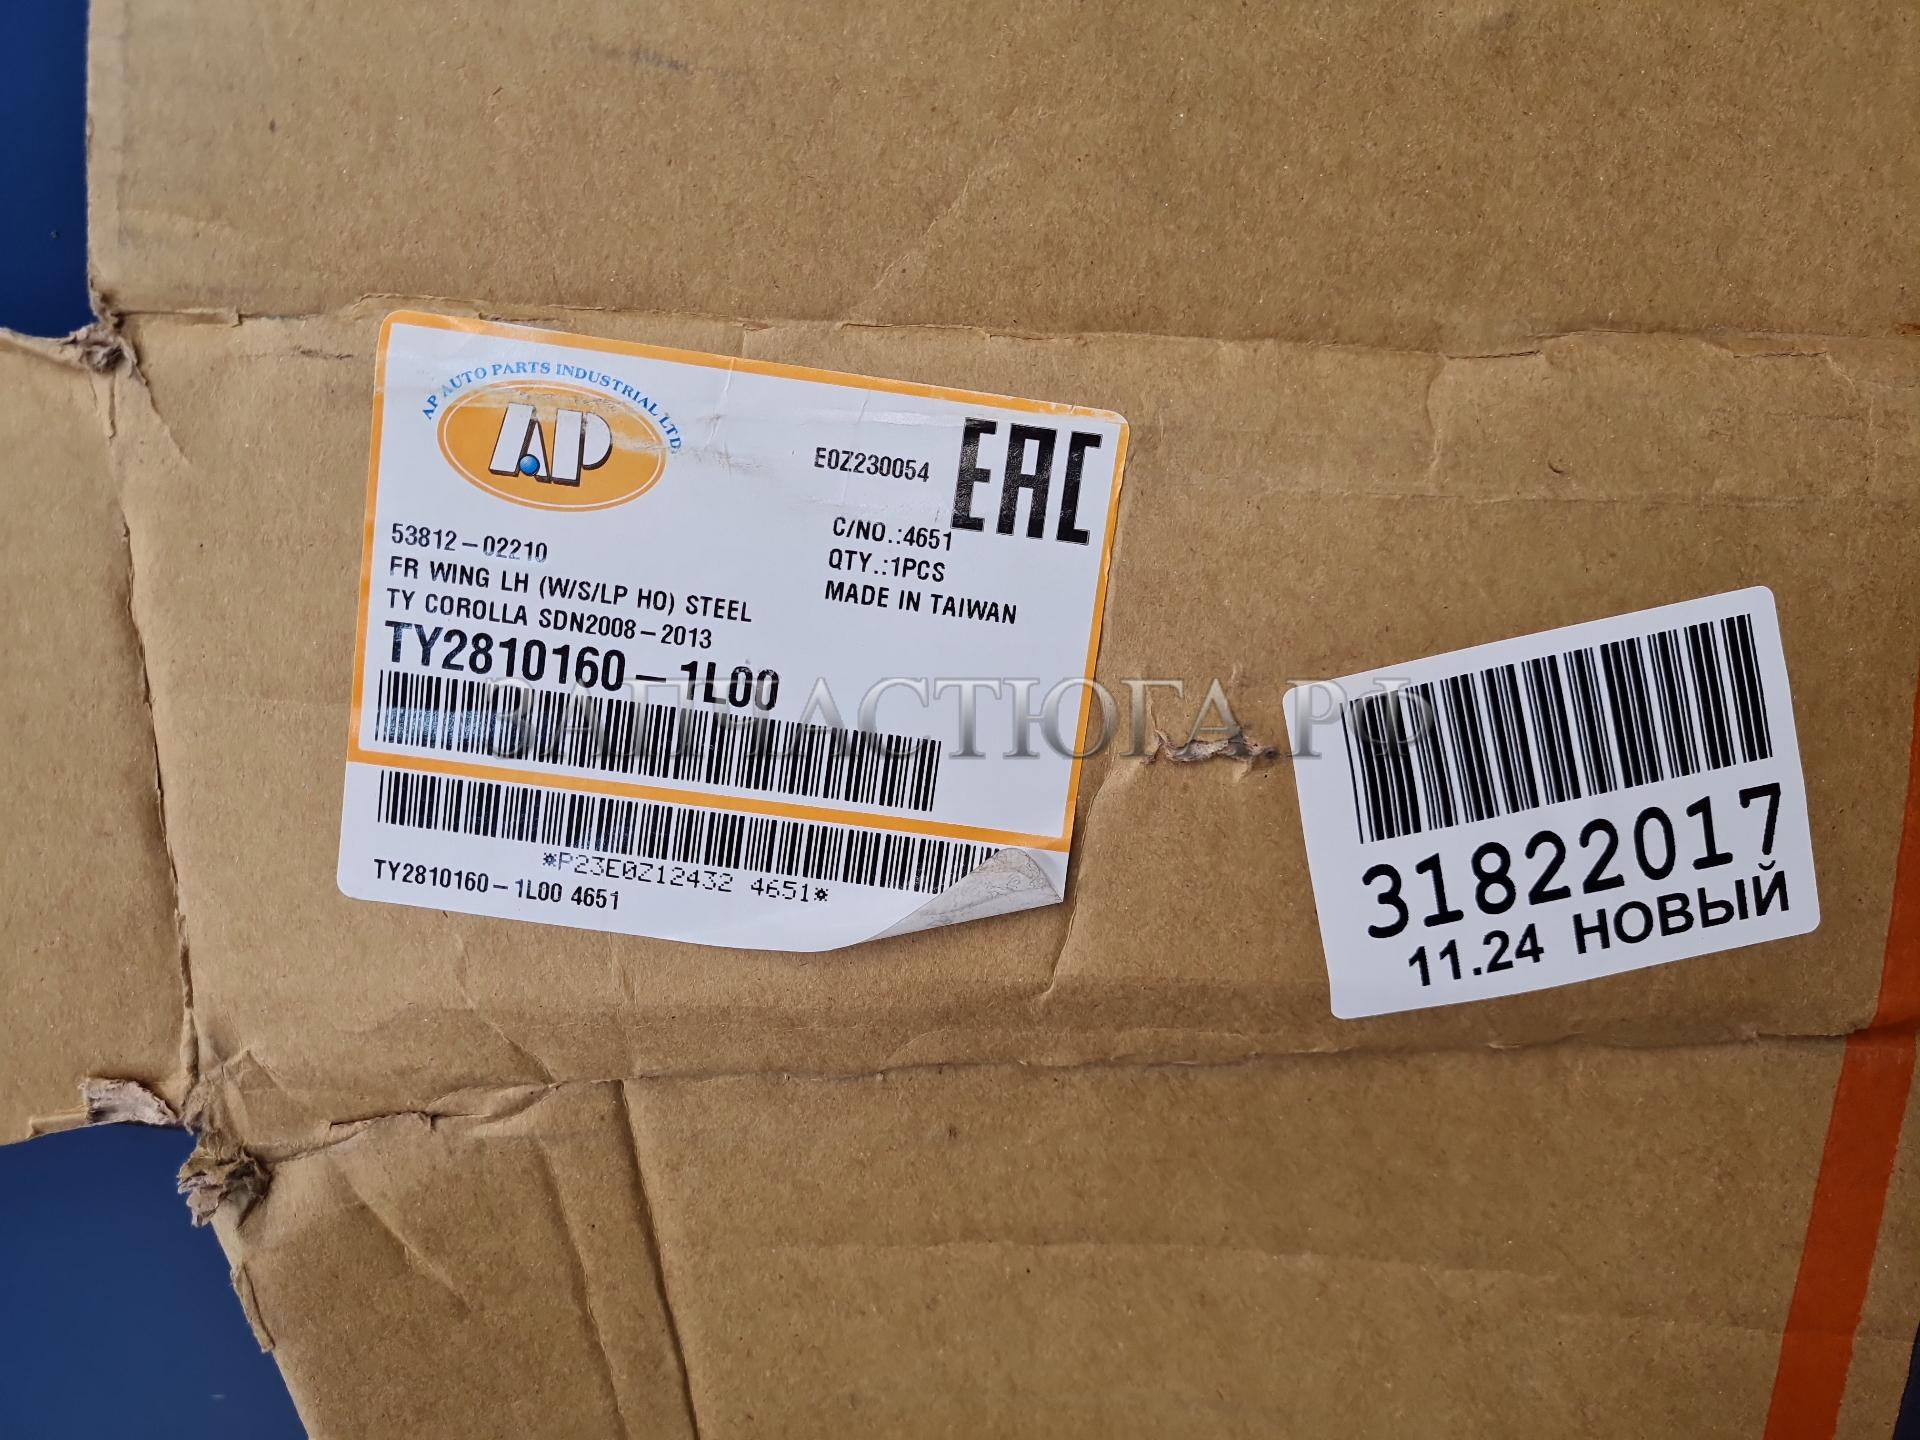 AP AUTO PARTS INDUSTRIAL LTD.
AP
E0Z230054
EAC
53812-02210
FR WING LH (W/S/LP HO) STEEL
TY COROLLA SDN2008-2013
TY2810160-1L00
C/NO.:4651
QTY.:1PCS
MADE IN TAIWAN
*P23E0Z12432 4651*
TY2810160-1L00 4651
ЗАПЧАСТЮГА.РФ
31822017
11.24 НОВЫЙ